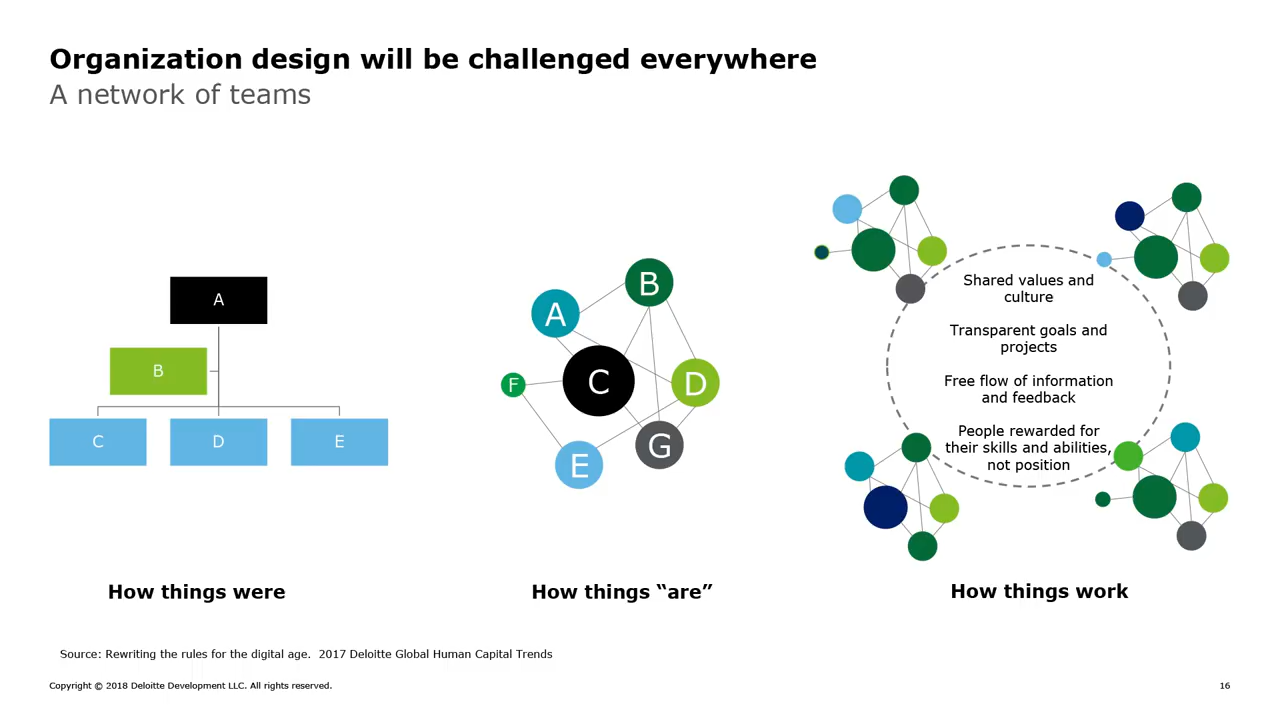 Organization design will be challenged everywhere
A network of teams
A
B
C
D
E
A
B
C
D
E
F
G
Shared values and
culture
Transparent goals and
projects
Free flow of information
and feedback
People rewarded for
their skills and abilities,
not position
How things were
How things “are”
How things work
Source: Rewriting the rules for the digital age.  2017 Deloitte Global Human Capital Trends
Copyright © 2018 Deloitte Development LLC. All rights reserved.
16